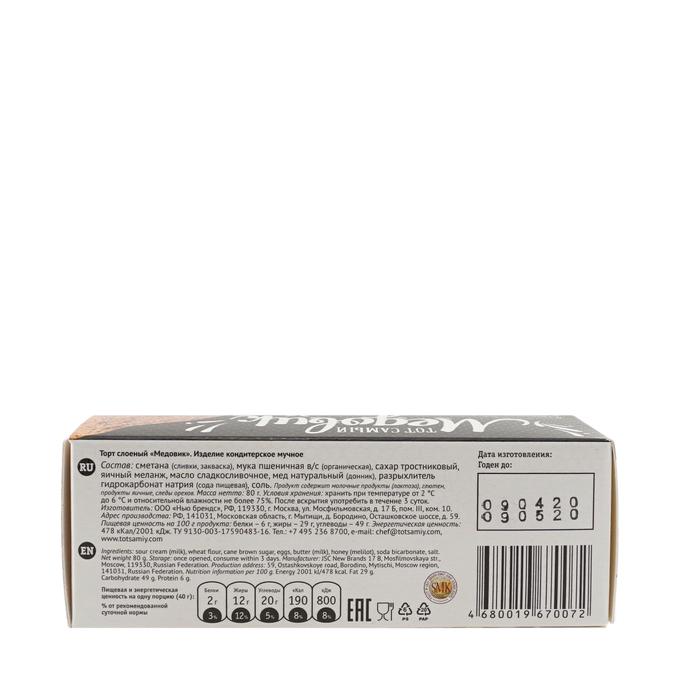 ТОТ САМЫЙ
Медовик
Торт слоеный «Медовик». Изделие кондитерское мучное
RU
Состав: сметана (сливки, закваска), мука пшеничная в/с (органическая), сахар тростниковый,
яичный меланж, масло сладкосливочное, мед натуральный (донник), разрыхлитель
гидрокарбонат натрия (сода пищевая), соль. Продукт содержит молочные продукты (лактоза), глютен,
продукты яичные, следы орехов. Масса нетто: 80 г. Условия хранения: хранить при температуре от 2 °C
до 6 °C и относительной влажности не более 75%. После вскрытия употребить в течение 3 суток.
Изготовитель: ООО «Нью брендс», РФ, 119330, г. Москва, ул. Мосфильмовская, д. 17 Б, пом. III, ком. 10.
Адрес производства: РФ, 141031, Московская область, г. Мытищи, д. Бородино, Осташковское шоссе, д. 59.
Пищевая ценность на 100 г продукта: белки – 6 г, жиры – 29 г, углеводы – 49 г. Энергетическая ценность:
478 кКал/2001 кДж. ТУ 9130-003-17590483-16. Тел.: +7 495 236 8700, e-mail: chef@totsamiy.com,
www.totsamiy.com
EN
Ingredients: sour cream (milk), wheat flour, cane brown sugar, eggs, butter (milk), honey (melilot), soda bicarbonate, salt.
Net weight 80 g. Storage: once opened, consume within 3 days. Manufacturer: JSC New Brands 17 B, Mosfilmovskaya str.,
Moscow, 119330, Russian Federation. Production address: 59, Ostashkovskoye road, Borodino, Mytischi, Moscow region,
141031, Russian Federation. Nutrition information per 100 g. Energy 2001 kJ/478 kcal. Fat 29 g.
Carbohydrate 49 g. Protein 6 g.
Пищевая и энергетическая
ценность на одну порцию (40 г):
% от рекомендованной
суточной нормы
Белки Жиры Углеводы кКал кДж
2 г 12 г 20 г 190 800
3% 12% 5% 8% 8%
EAC
PS
PAP
МК
Дата изготовления:
Годен до:
090420
090520
4 680019 670072